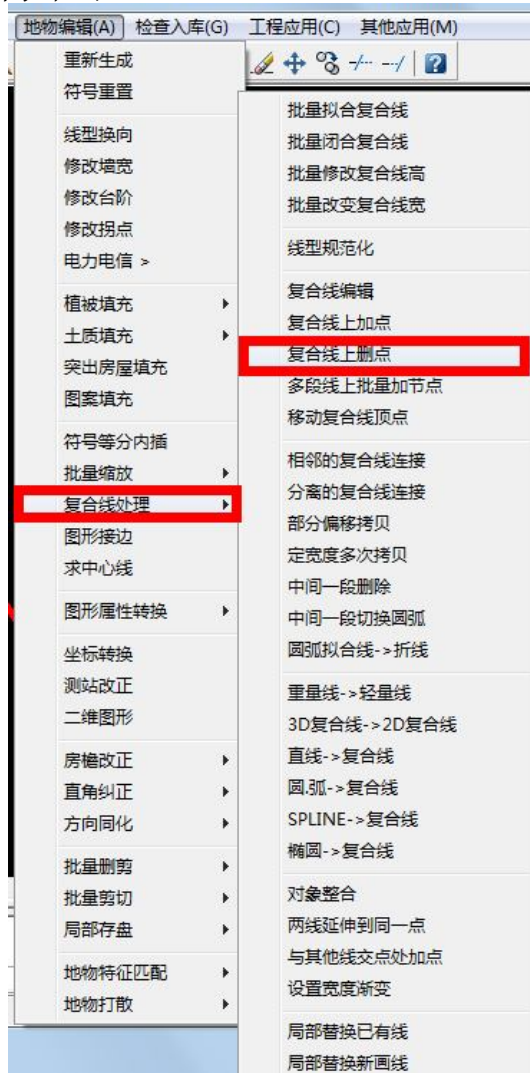 地物编辑(A) 检查入库(G) 工程应用(C) 其他应用(M)
重新生成
符号重置
线型换向
修改墙宽
修改台阶
修改拐点
电力电信 >
植被填充
土质填充
突出房屋填充
图案填充
符号等分内插
批量缩放
复合线处理
图形接边
求中心线
图形属性转换
坐标转换
测站改正
二维图形
房檐改正
直角纠正
方向同化
批量删剪
批量剪切
局部存盘
地物特征匹配
地物打散
批量拟合复合线
批量闭合复合线
批量修改复合线高
批量改变复合线宽
线型规范化
复合线编辑
复合线上加点
复合线上删点
多段线上批量加节点
移动复合线顶点
相邻的复合线连接
分离的复合线连接
部分偏移拷贝
定宽度多次拷贝
中间一段删除
中间一段切换圆弧
圆弧拟合线->折线
重量线->轻量线
3D复合线->2D复合线
直线->复合线
圆.弧->复合线
SPLINE->复合线
椭圆->复合线
对象整合
两线延伸到同一点
与其他线交点处加点
设置宽度渐变
局部替换已有线
局部替换新画线